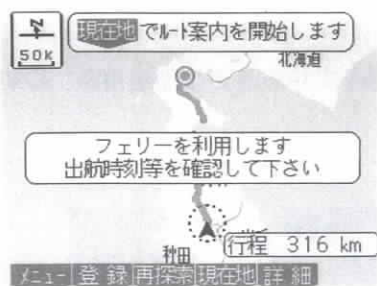 現在地でルート案内を開始します
50K
北海道
フェリーを利用します
出航時刻等を確認して下さい
秋田
行程 316 km
メニュー 登録 再探索 現在地 詳細